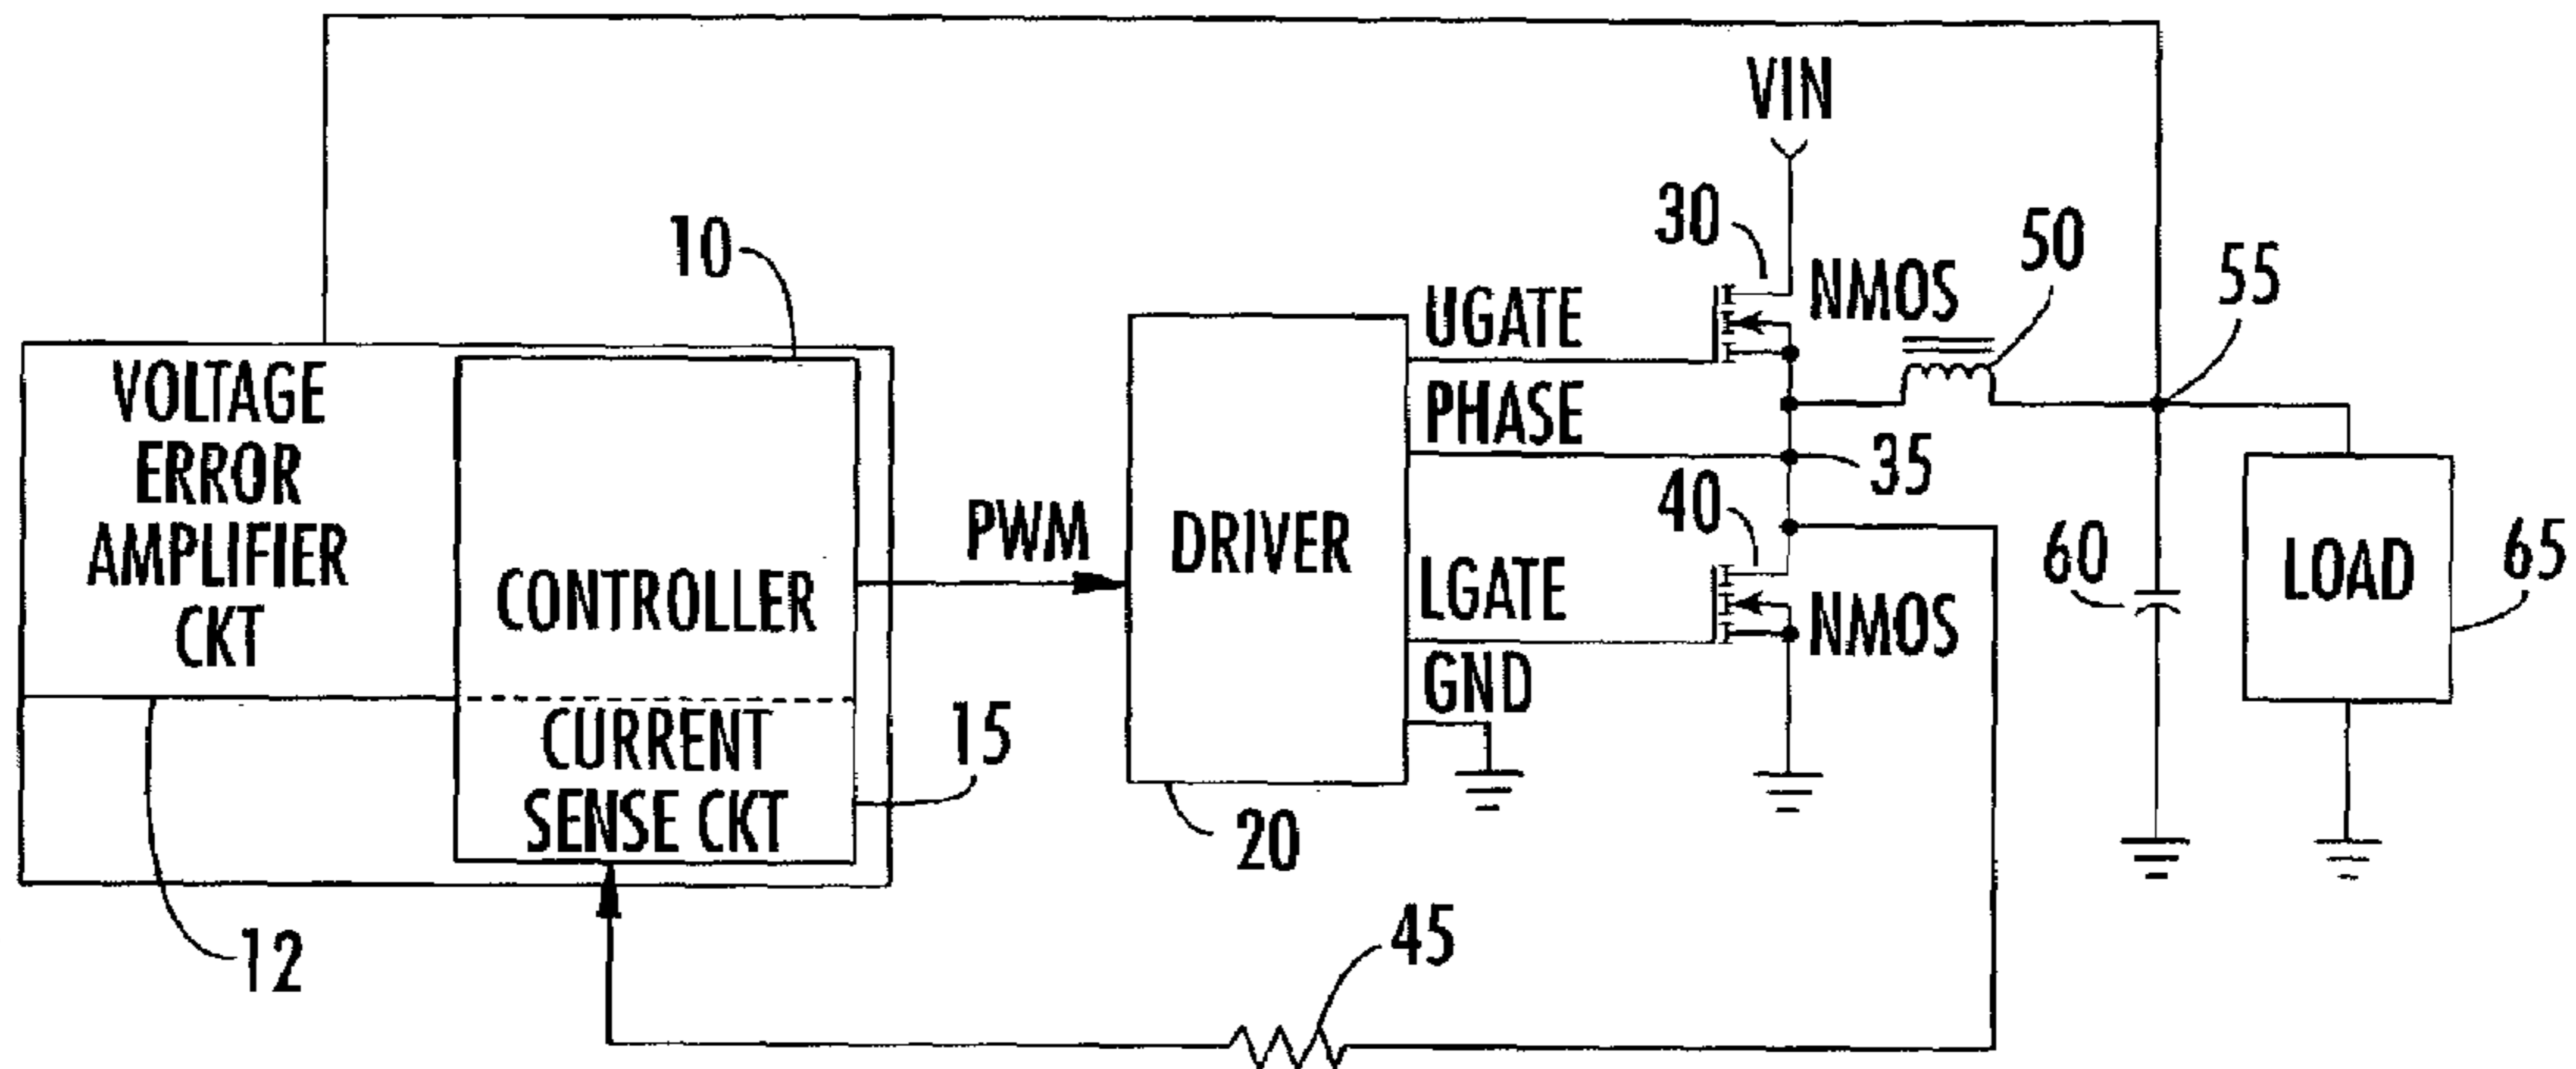 VIN
30
NMOS
50
55
10
UGATE
PHASE
35
40
LGATE
NMOS
GND
VOLTAGE
ERROR
AMPLIFIER
CKT
CONTROLLER
CURRENT
SENSE CKT
15
PWM
DRIVER
20
60
LOAD
65
12
45